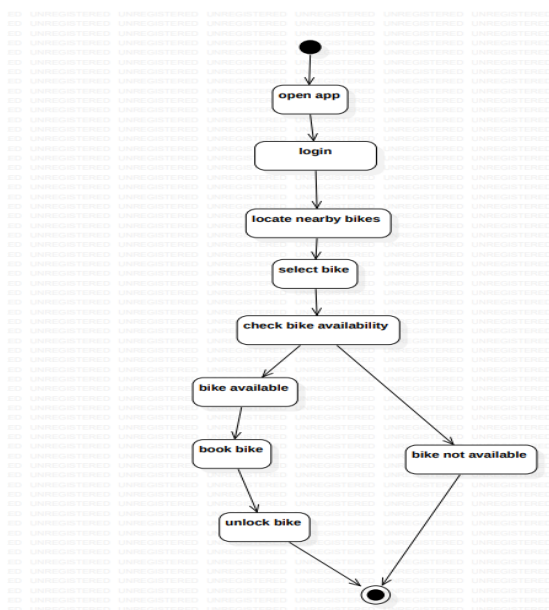 open app
login
locate nearby bikes
select bike
check bike availability
bike available
book bike
bike not available
unlock bike